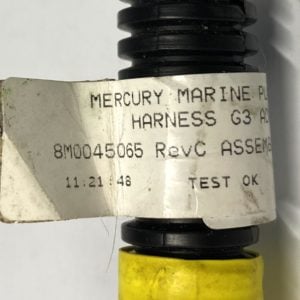 MERCURY MARINE
HARNESS G3
8M0045065 RevC
11:21:48 TEST OK